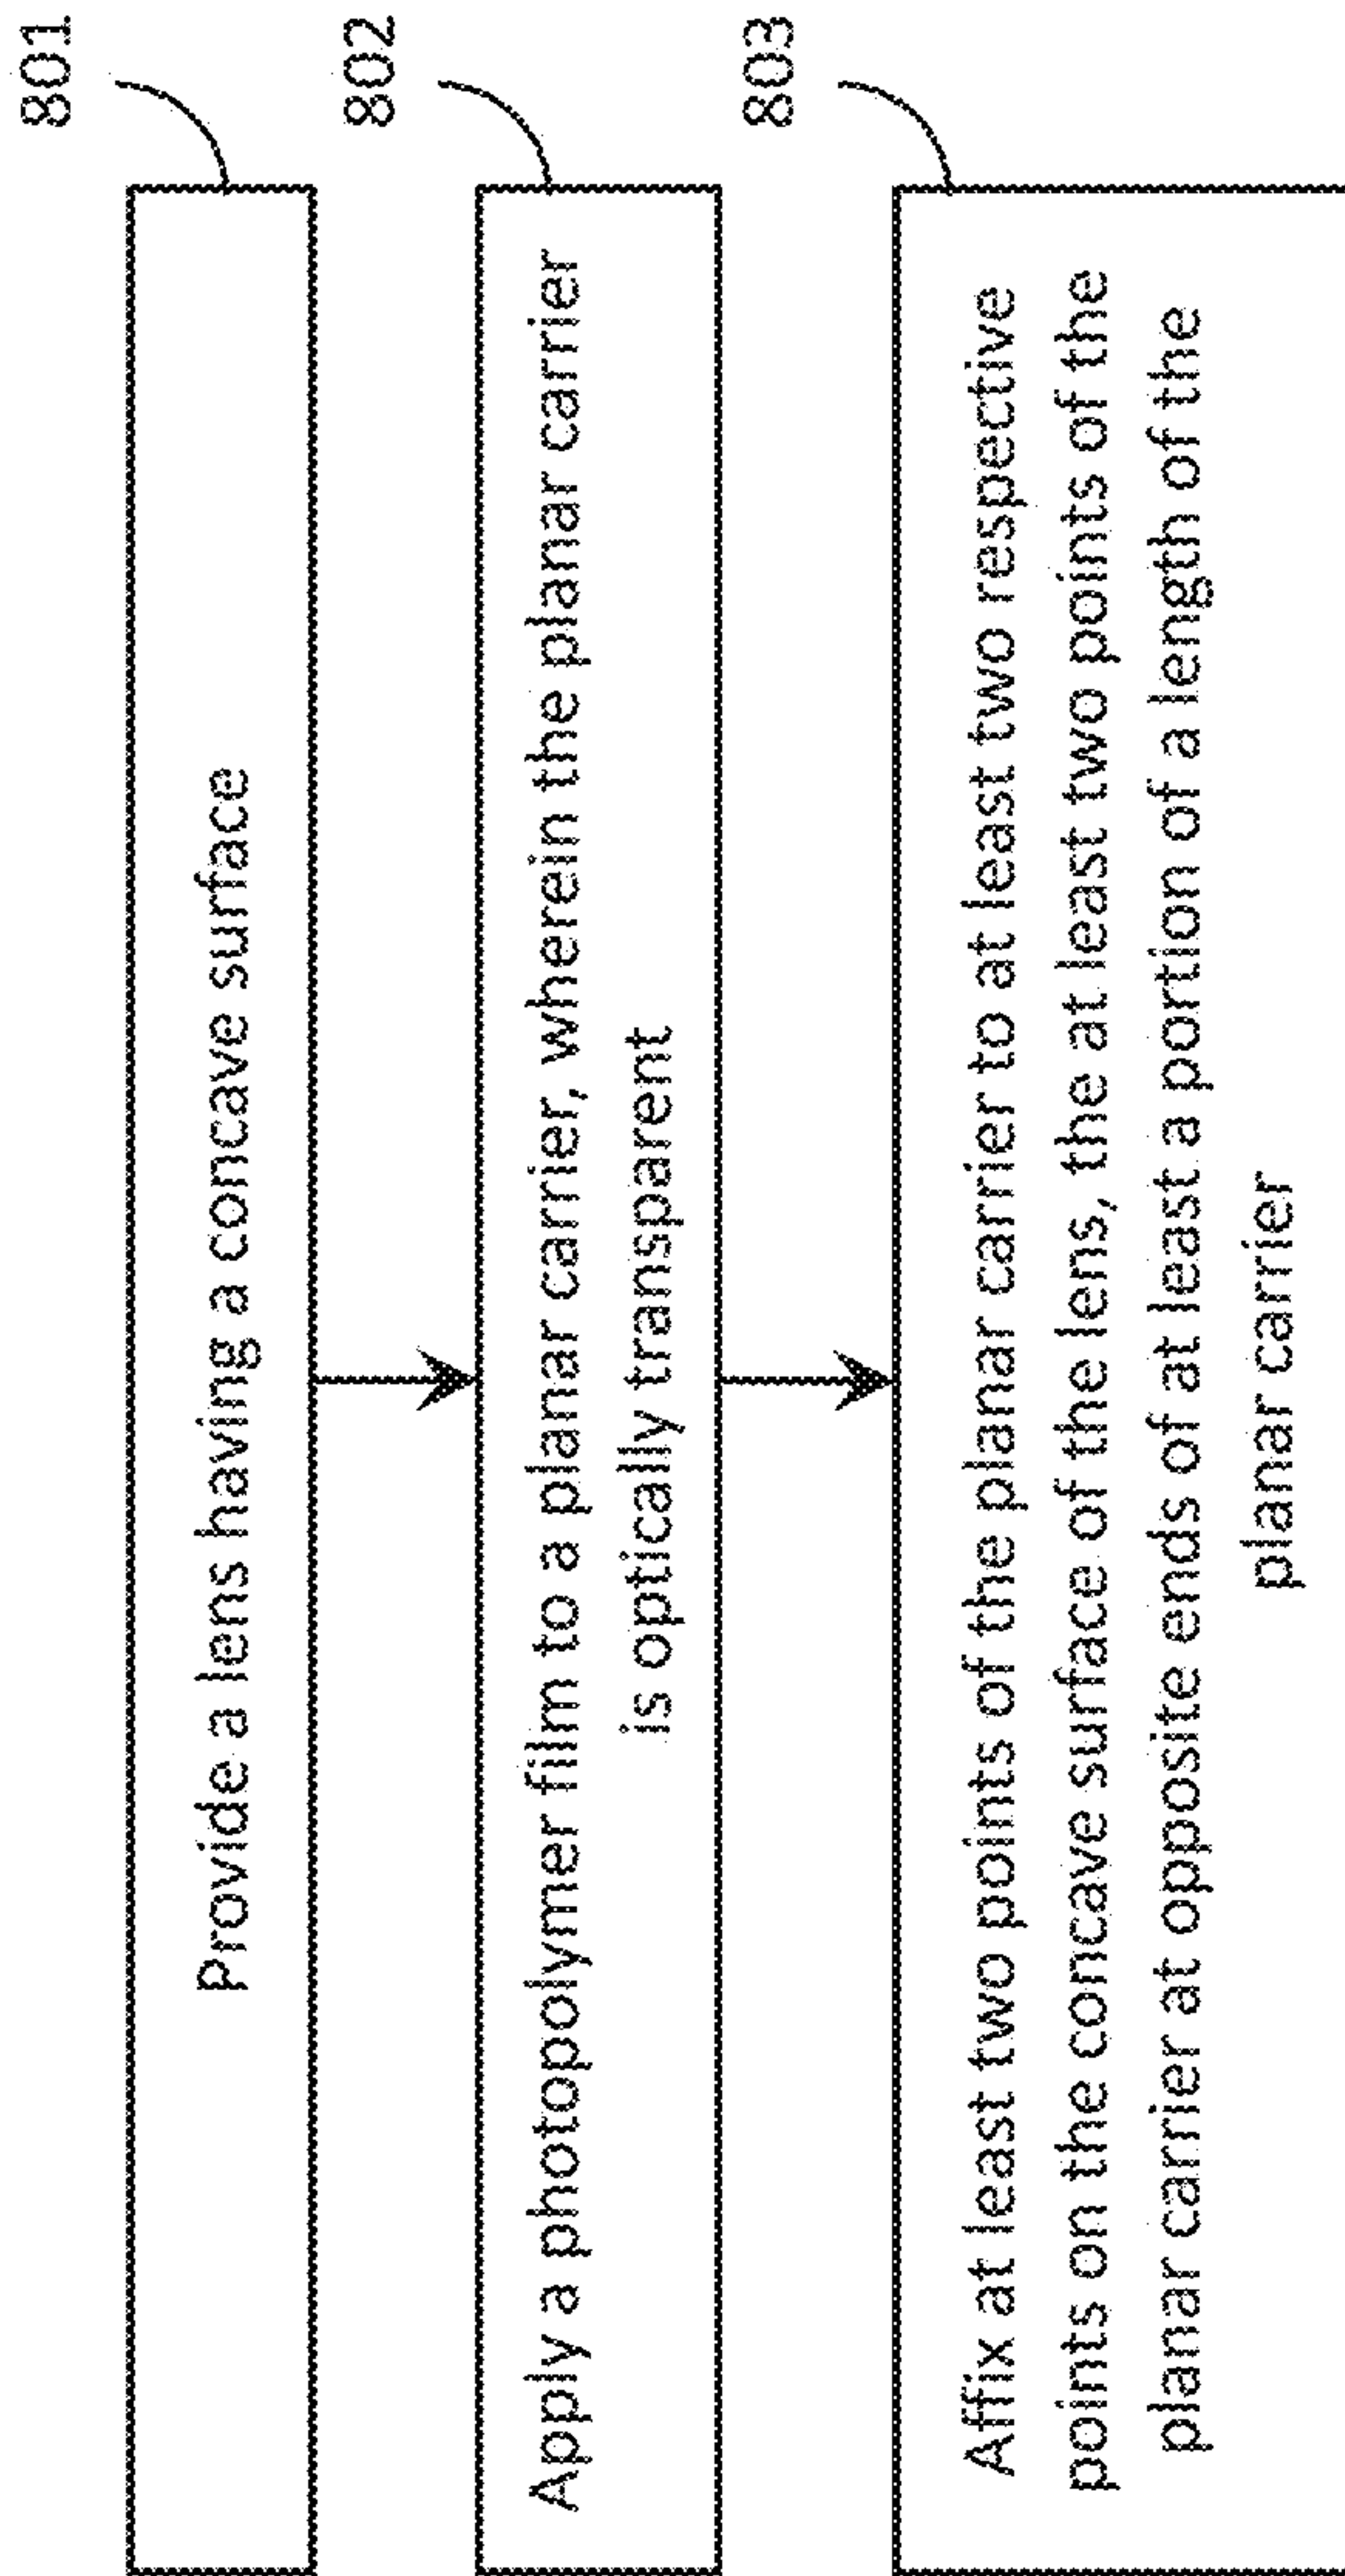 801
Provide a lens having a concave surface
802
Apply a photopolymer film to a planar carrier, wherein the planar carrier
is optically transparent
803
Affix at least two points of the planar carrier to at least two respective
points on the concave surface of the lens, the at least two points of the
planar carrier at opposite ends of at least a portion of a length of the
planar carrier